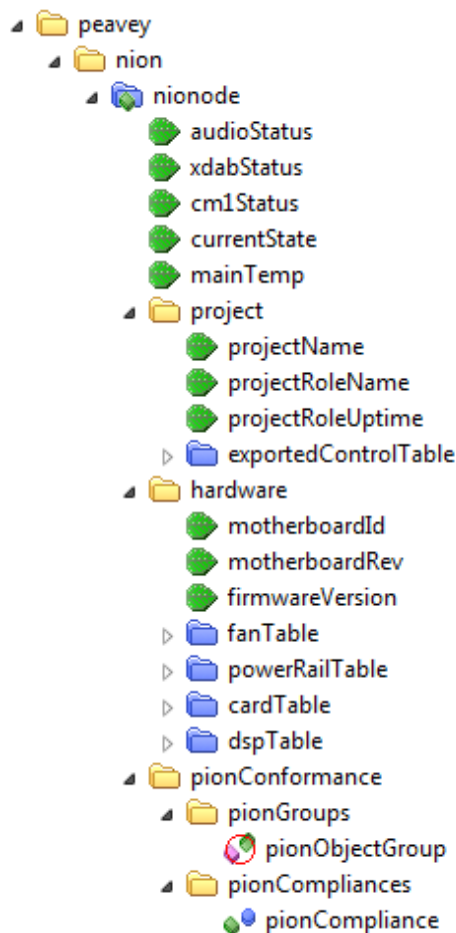 peavey
nion
nionode
audioStatus
xdabStatus
cm1Status
currentState
mainTemp
project
projectName
projectRoleName
projectRoleUptime
exportedControlTable
hardware
motherboardId
motherboardRev
firmwareVersion
fanTable
powerRailTable
cardTable
dspTable
pionConformance
pionGroups
pionObjectGroup
pionCompliances
pionCompliance